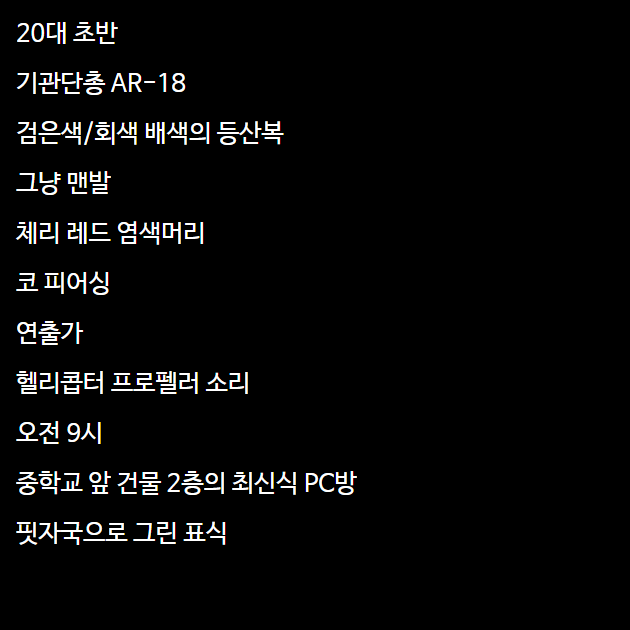 20대 초반
기관단총 AR-18
검은색/회색 배색의 등산복
그냥 맨발
체리 레드 염색머리
코 피어싱
연출가
헬리콥터 프로펠러 소리
오전 9시
중학교 앞 건물 2층의 최신식 PC방
핏자국으로 그린 표식